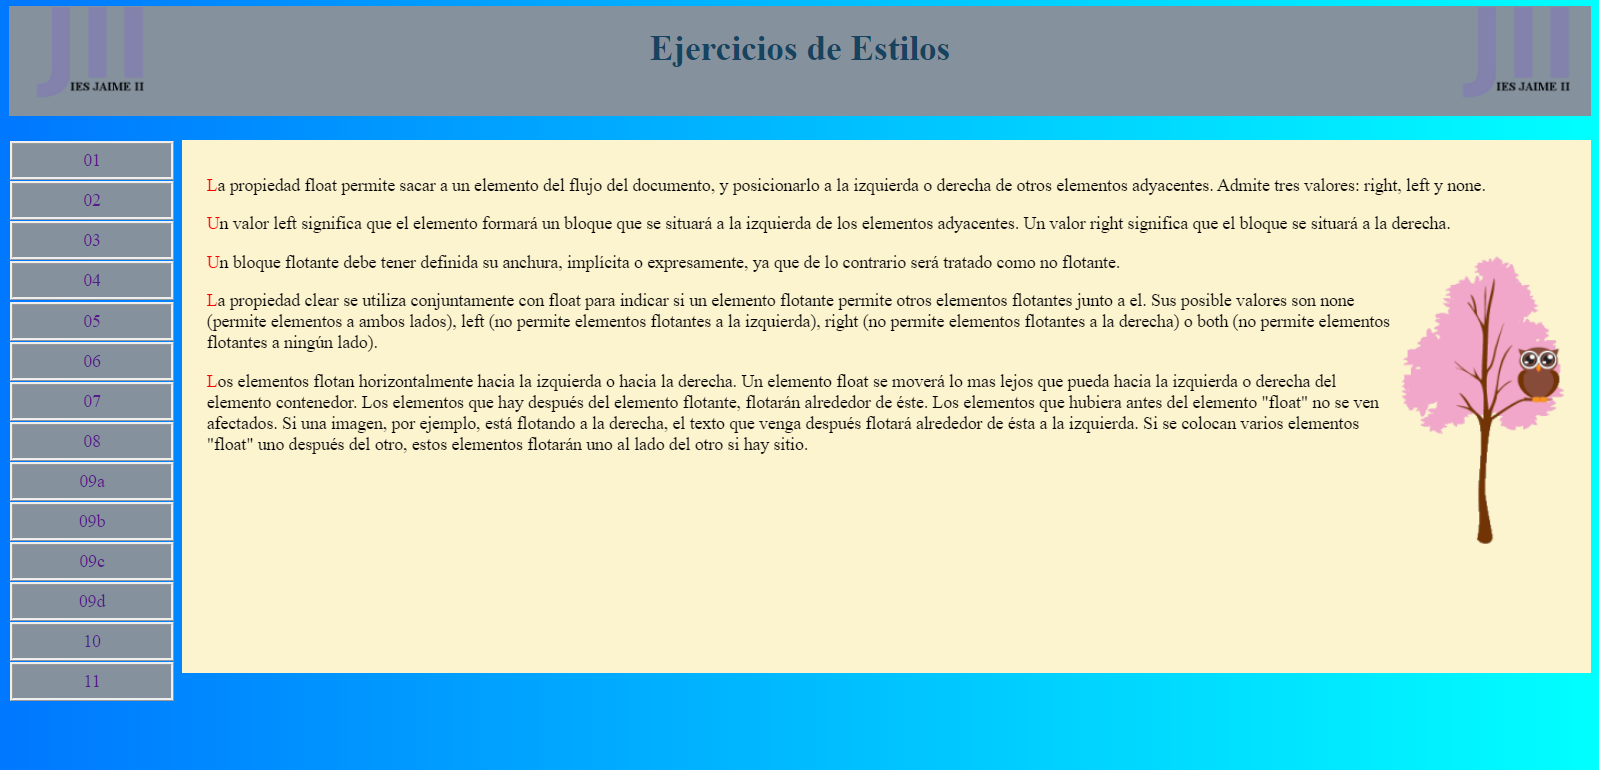 JII
IES JAIME II
Ejercicios de Estilos
JII
IES JAIME II
01
02
03
04
05
06
07
08
09a
09b
09c
09d
10
11
La propiedad float permite sacar a un elemento del flujo del documento, y posicionarlo a la izquierda o derecha de otros elementos adyacentes. Admite tres valores: right, left y none.
Un valor left significa que el elemento formará un bloque que se situará a la izquierda de los elementos adyacentes. Un valor right significa que el bloque se situará a la derecha.
Un bloque flotante debe tener definida su anchura, implícita o expresamente, ya que de lo contrario será tratado como no flotante.
La propiedad clear se utiliza conjuntamente con float para indicar si un elemento flotante permite otros elementos flotantes junto a el. Sus posible valores son none
(permite elementos a ambos lados), left (no permite elementos flotantes a la izquierda), right (no permite elementos flotantes a la derecha) o both (no permite elementos
flotantes a ningún lado).
Los elementos flotan horizontalmente hacia la izquierda o hacia la derecha. Un elemento float se moverá lo mas lejos que pueda hacia la izquierda o derecha del
elemento contenedor. Los elementos que hay después del elemento flotante, flotarán alrededor de éste. Los elementos que hubiera antes del elemento "float" no se ven
afectados. Si una imagen, por ejemplo, está flotando a la derecha, el texto que venga después flotará alrededor de ésta a la izquierda. Si se colocan varios elementos
"float" uno después del otro, estos elementos flotarán uno al lado del otro si hay sitio.